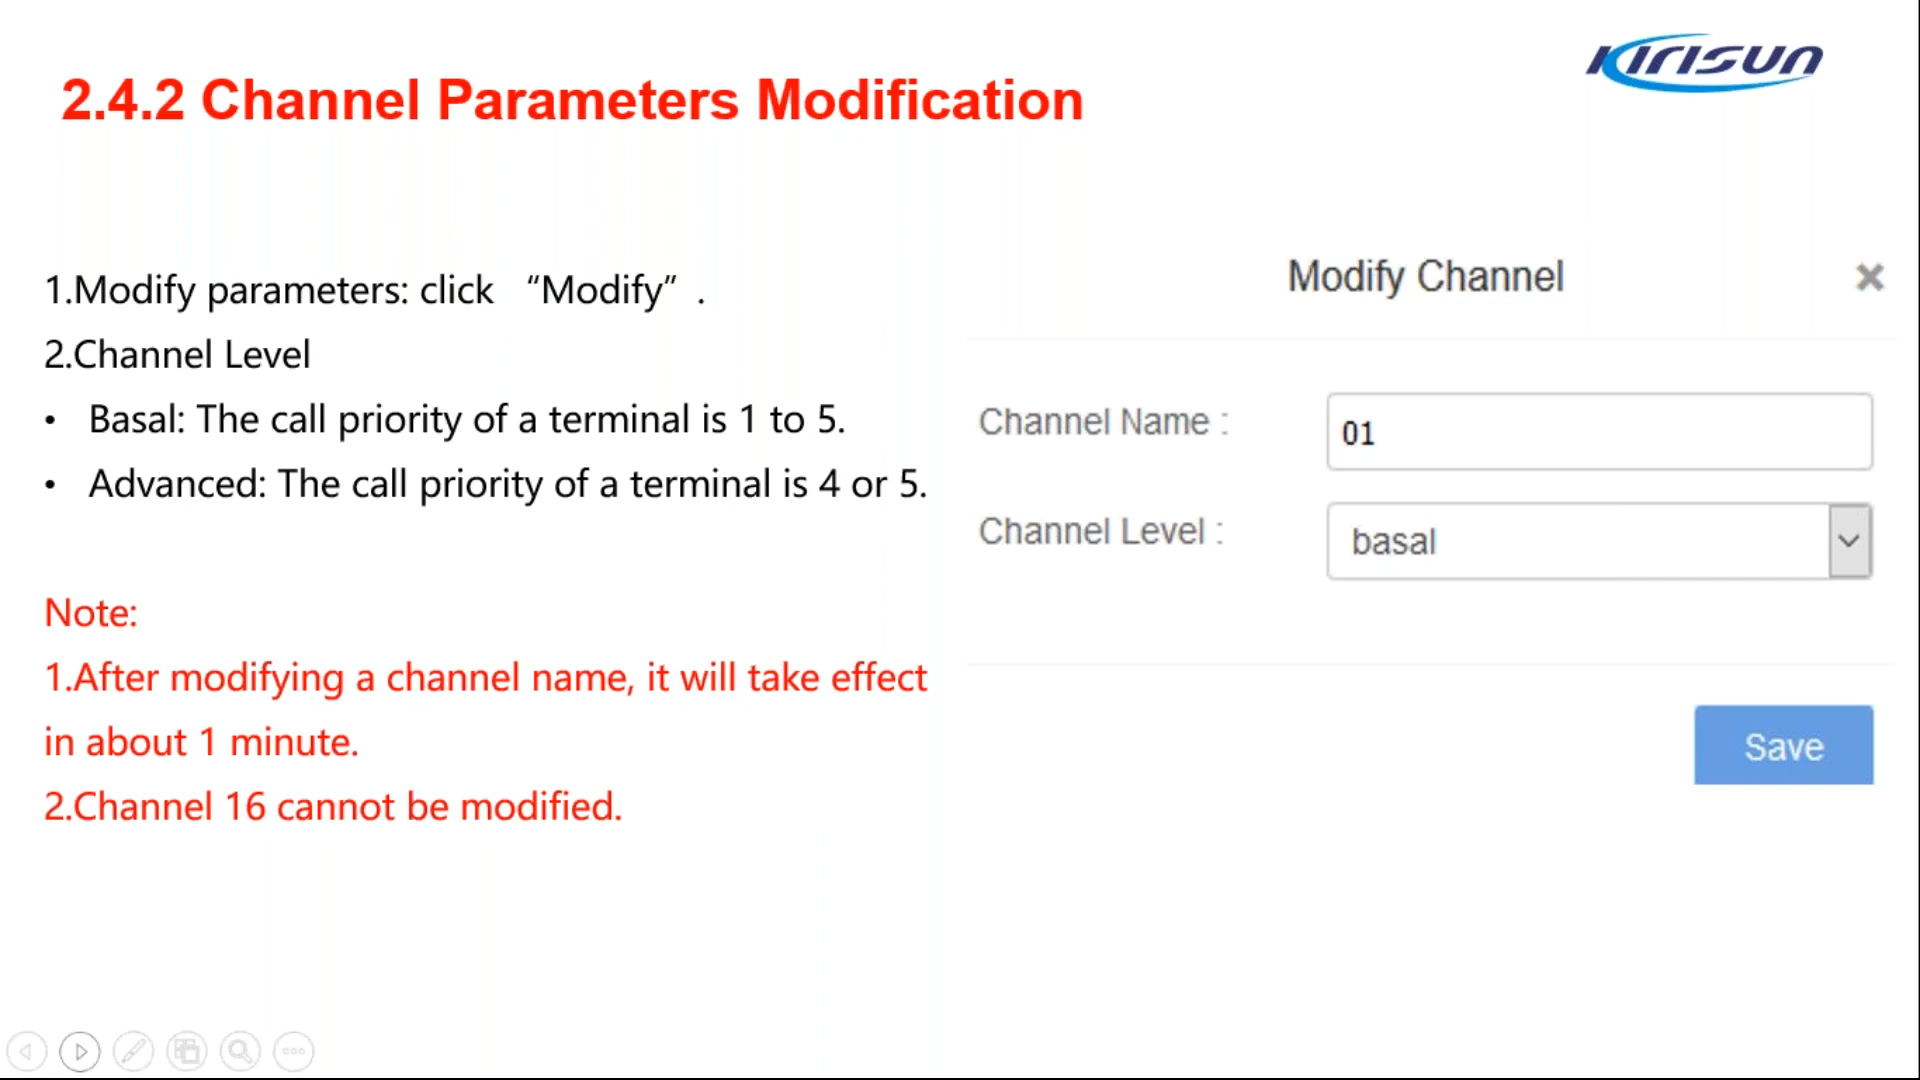 KIRISUN
2.4.2 Channel Parameters Modification
1.Modify parameters: click “Modify” .
2.Channel Level
• Basal: The call priority of a terminal is 1 to 5.
• Advanced: The call priority of a terminal is 4 or 5.
Note:
1.After modifying a channel name, it will take effect
in about 1 minute.
2.Channel 16 cannot be modified.
Modify Channel
Channel Name : 01
Channel Level : basal
Save